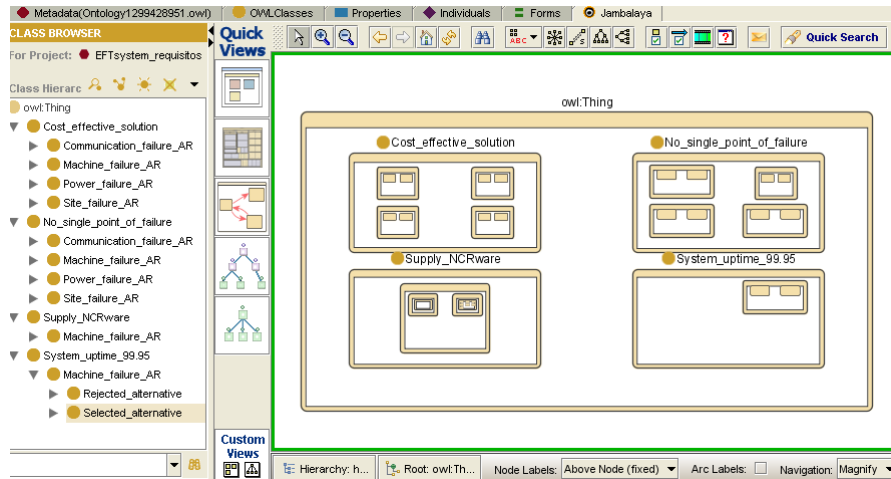 Metadata(Ontology1299428951.owl) OWLClasses Properties Individuals Forms Jambalaya
CLASS BROWSER
For Project: EFTsystem_requisitos
Class Hierarc
owl:Thing
Cost_effective_solution
Communication_failure_AR
Machine_failure_AR
Power_failure_AR
Site_failure_AR
No_single_point_of_failure
Communication_failure_AR
Machine_failure_AR
Power_failure_AR
Site_failure_AR
Supply_NCRware
Machine_failure_AR
System_uptime_99.95
Machine_failure_AR
Rejected_alternative
Selected_alternative
Quick
Views
Custom
Views
ABC Quick Search
owl:Thing
Cost_effective_solution No_single_point_of_failure
Supply_NCRware System_uptime_99.95
Hierarchy: h... Root: owl:Th... Node Labels: Above Node (fixed) Arc Labels: Navigation: Magnify